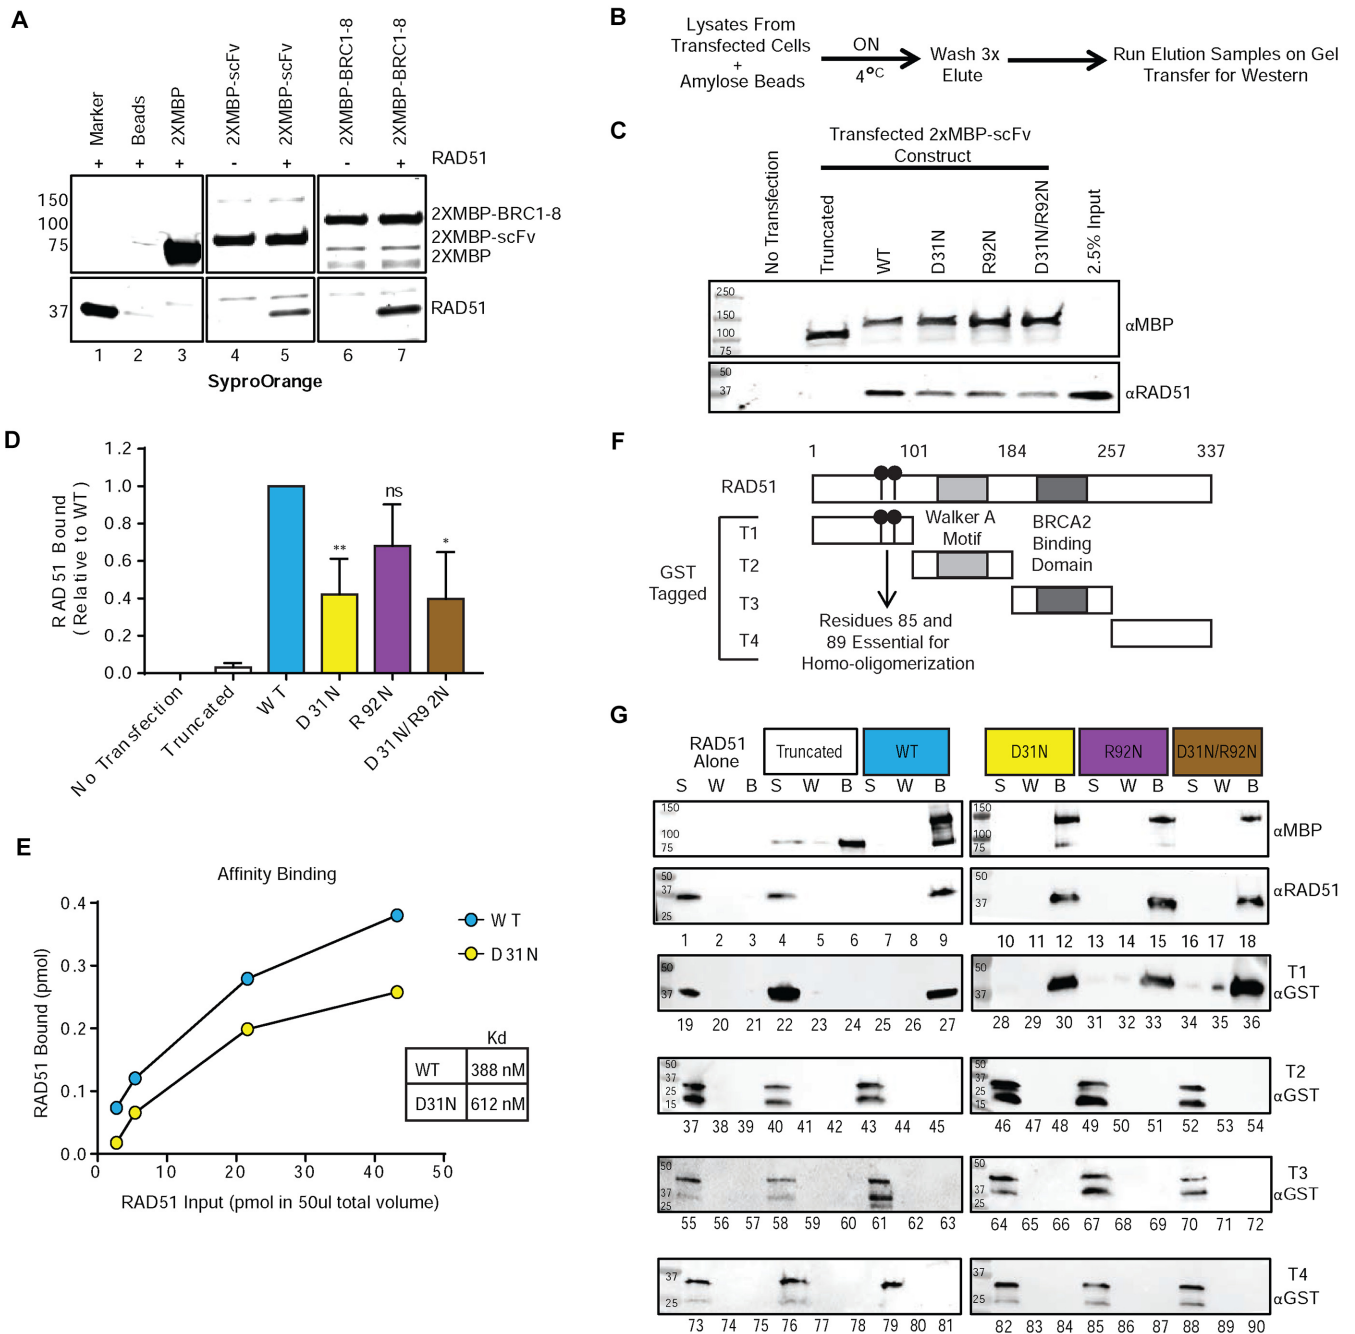 A
Marker
Beads
2XMBP
2XMBP-scFv
2XMBP-scFv
2XMBP-BRC1-8
2XMBP-BRC1-8
+ + + - + - + RAD51
150
100
75
37
2XMBP-BRC1-8
2XMBP-scFv
2XMBP
RAD51
1 2 3 4 5 6 7
SyproOrange
B
Lysates From
Transfected Cells
+
Amylose Beads
ON
4°C
Wash 3x
Elute
Run Elution Samples on Gel
Transfer for Western
C
Transfected 2xMBP-scFv
Construct
No Transfection
Truncated
WT
D31N
R92N
D31N/R92N
2.5% Input
250
150
100
75
αMBP
50
37
αRAD51
D
RAD51 Bound
(Relative to WT)
1.2
1.0
0.8
0.6
0.4
0.2
0.0
**
ns
*
No Transfection
Truncated
WT
D31N
R92N
D31N/R92N
E
Affinity Binding
RAD51 Bound (pmol)
0.4
0.3
0.2
0.1
0.0
0 10 20 30 40 50
RAD51 Input (pmol in 50ul total volume)
WT
D31N
Kd
WT 388 nM
D31N 612 nM
F
1 101 184 257 337
RAD51
GST
Tagged
T1
T2
T3
T4
Walker A
Motif
BRCA2
Binding
Domain
Residues 85 and
89 Essential for
Homo-oligomerization
G
RAD51
Alone
Truncated
WT
D31N
R92N
D31N/R92N
S W B S W B S W B S W B S W B S W B
150
100
75
150
100
75
αMBP
50
37
25
50
37
αRAD51
1 2 3 4 5 6 7 8 9 10 11 12 13 14 15 16 17 18
50
37
50
37
T1
αGST
19 20 21 22 23 24 25 26 27 28 29 30 31 32 33 34 35 36
50
37
25
15
50
37
25
15
T2
αGST
37 38 39 40 41 42 43 44 45 46 47 48 49 50 51 52 53 54
50
37
25
50
37
25
T3
αGST
55 56 57 58 59 60 61 62 63 64 65 66 67 68 69 70 71 72
37
25
37
25
T4
αGST
73 74 75 76 77 78 79 80 81 82 83 84 85 86 87 88 89 90